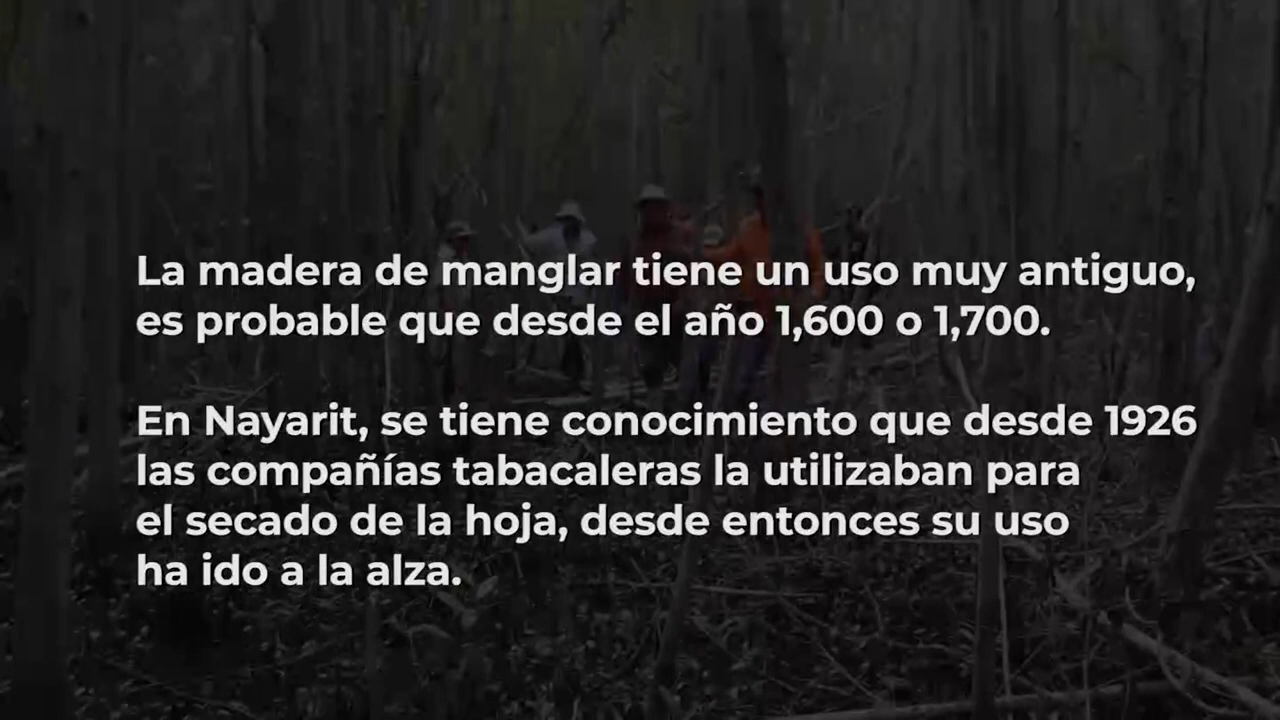 La madera de manglar tiene un uso muy antiguo,
es probable que desde el año 1,600 o 1,700.
En Nayarit, se tiene conocimiento que desde 1926
las compañías tabacaleras la utilizaban para
el secado de la hoja, desde entonces su uso
ha ido a la alza.